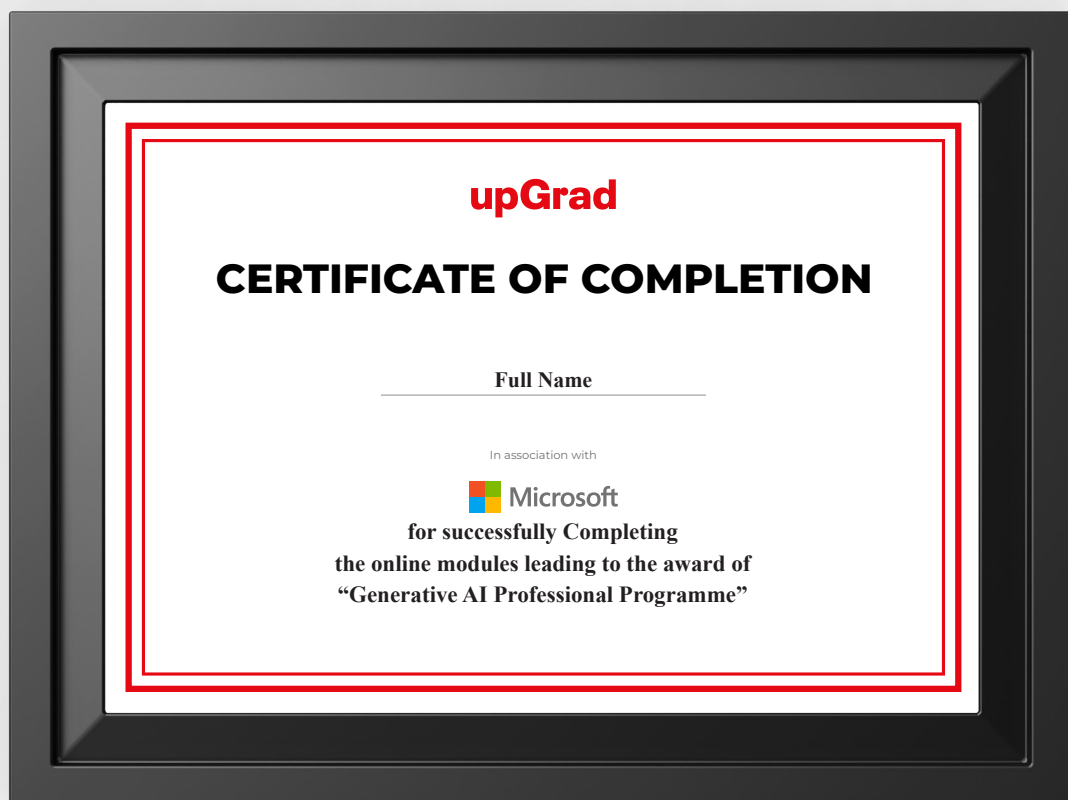 upGrad
CERTIFICATE OF COMPLETION
Full Name
In association with
Microsoft
for successfully Completing
the online modules leading to the award of
“Generative AI Professional Programme”